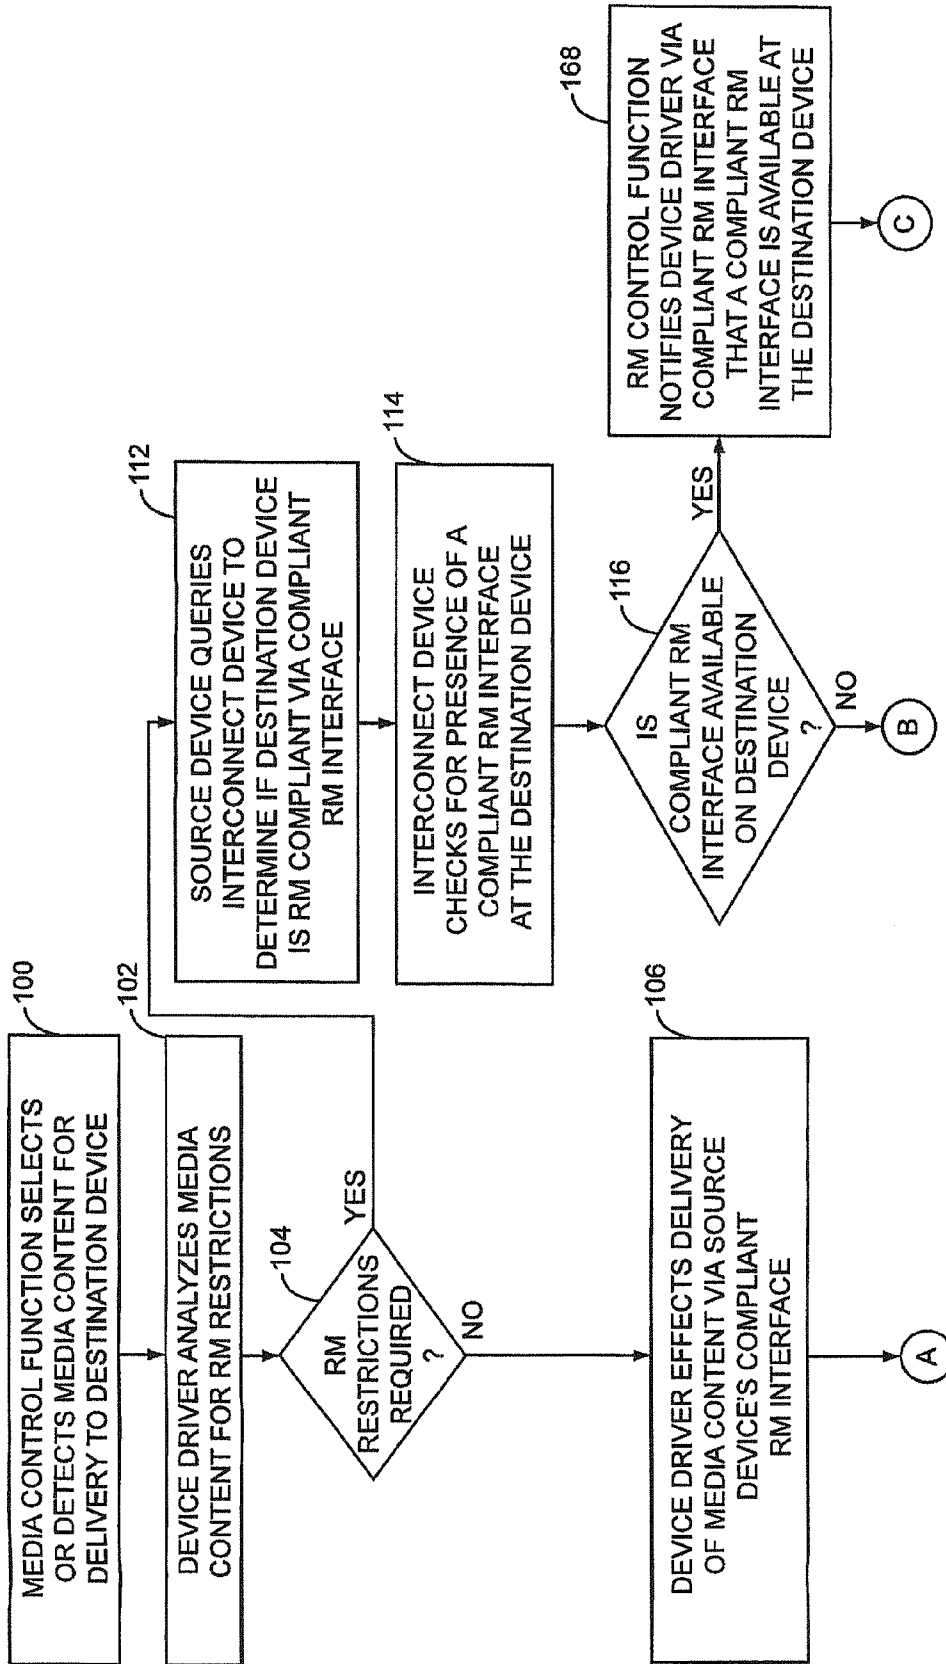 100
MEDIA CONTROL FUNCTION SELECTS
OR DETECTS MEDIA CONTENT FOR
DELIVERY TO DESTINATION DEVICE
102
DEVICE DRIVER ANALYZES MEDIA
CONTENT FOR RM RESTRICTIONS
104
RM
RESTRICTIONS
REQUIRED
?
YES
NO
106
DEVICE DRIVER EFFECTS DELIVERY
OF MEDIA CONTENT VIA SOURCE
DEVICE'S COMPLIANT
RM INTERFACE
A
112
SOURCE DEVICE QUERIES
INTERCONNECT DEVICE TO
DETERMINE IF DESTINATION DEVICE
IS RM COMPLIANT VIA COMPLIANT
RM INTERFACE
114
INTERCONNECT DEVICE
CHECKS FOR PRESENCE OF A
COMPLIANT RM INTERFACE
AT THE DESTINATION DEVICE
116
IS
COMPLIANT RM
INTERFACE AVAILABLE
ON DESTINATION
DEVICE
?
YES
NO
B
168
RM CONTROL FUNCTION
NOTIFIES DEVICE DRIVER VIA
COMPLIANT RM INTERFACE
THAT A COMPLIANT RM
INTERFACE IS AVAILABLE AT
THE DESTINATION DEVICE
C